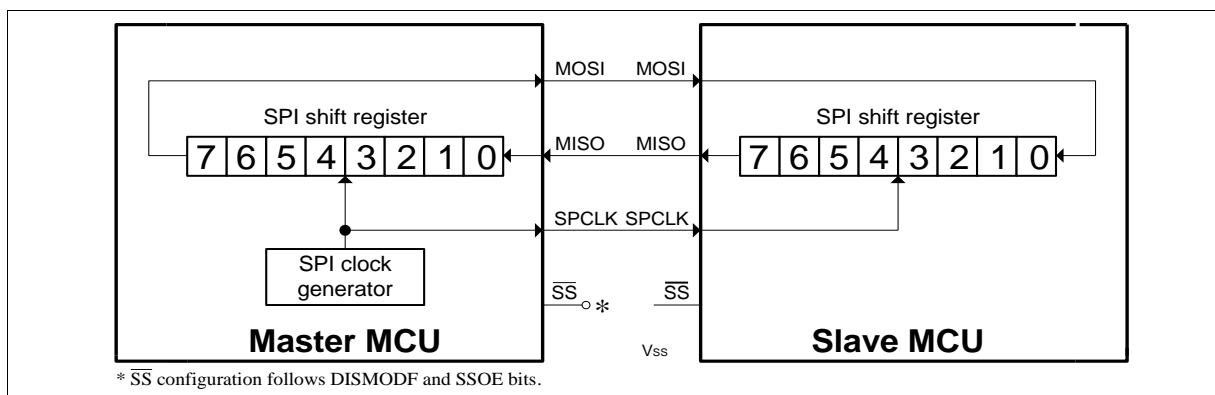 MOSI MOSI
SPI shift register SPI shift register
7 6 5 4 3 2 1 0 MISO MISO 7 6 5 4 3 2 1 0
SPCLK SPCLK
SPI clock
generator
SS * SS
Master MCU Vss Slave MCU
* SS configuration follows DISMODF and SSOE bits.